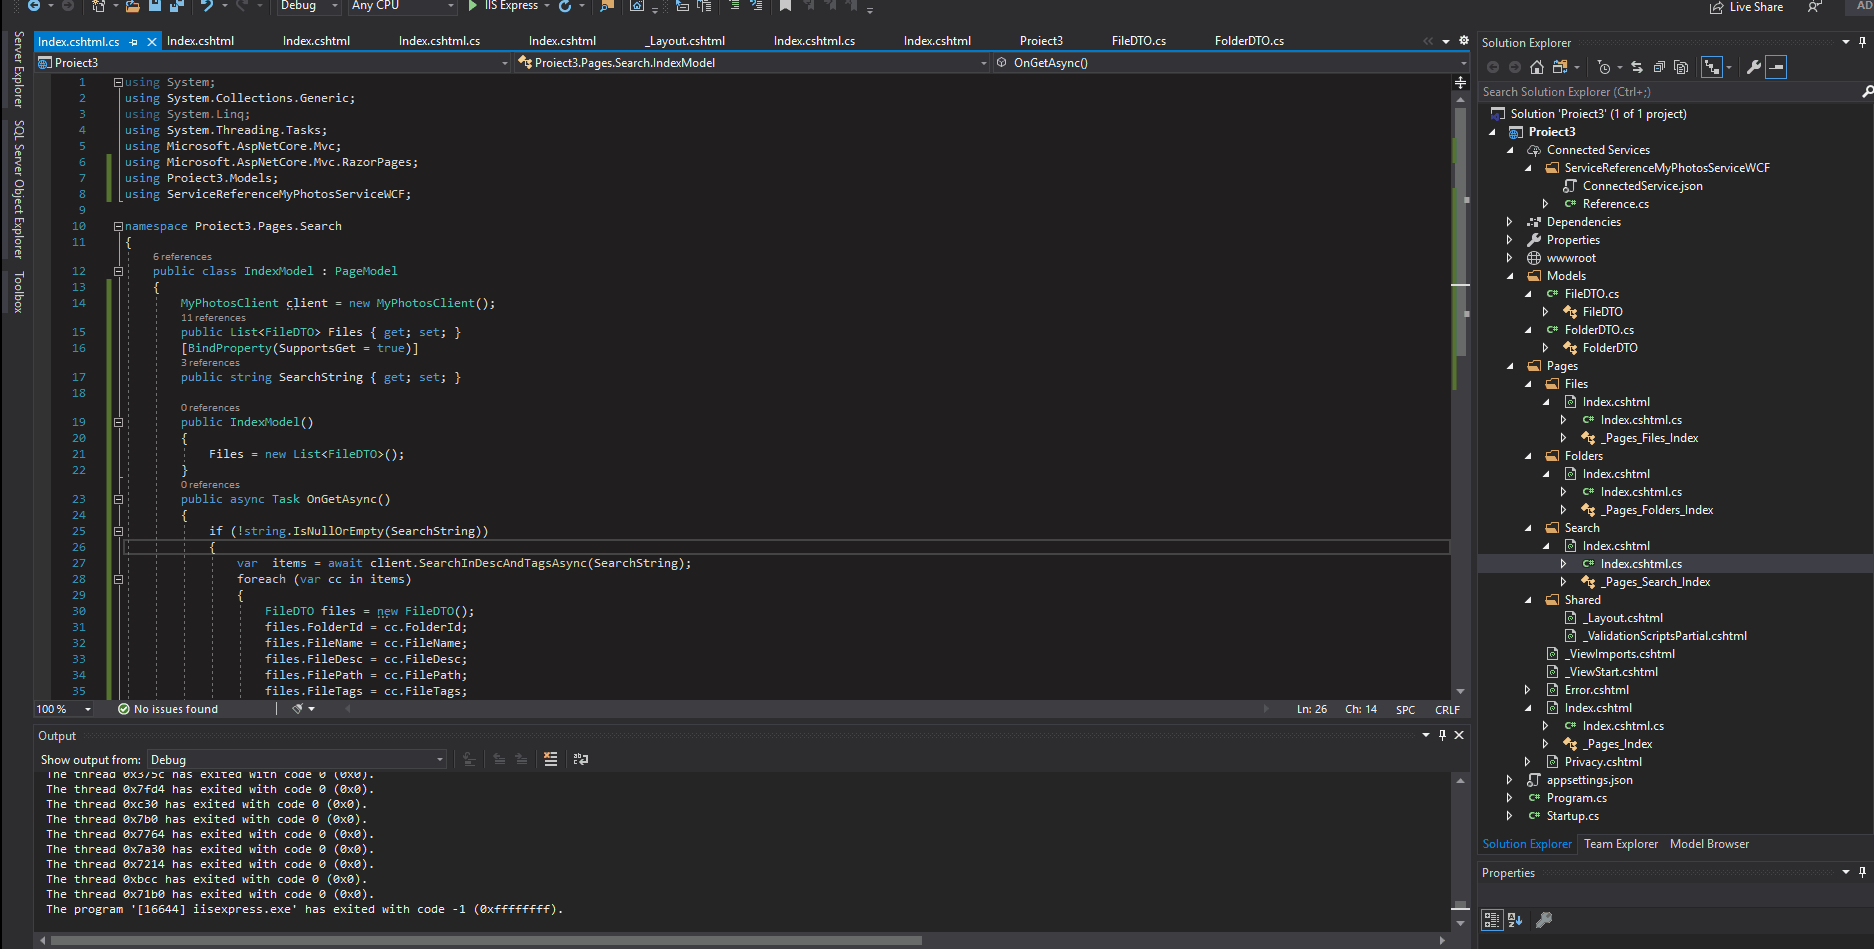 Debug
Any CPU
IIS Express
Live Share
AD
Server Explorer
SQL Server Object Explorer
Toolbox
Index.cshtml.cs
Index.cshtml
Index.cshtml
Index.cshtml.cs
Index.cshtml
_Layout.cshtml
Index.cshtml.cs
Index.cshtml
Proiect3
FileDTO.cs
FolderDTO.cs
Proiect3
Proiect3.Pages.Search.IndexModel
OnGetAsync()
1 using System;
2 using System.Collections.Generic;
3 using System.Linq;
4 using System.Threading.Tasks;
5 using Microsoft.AspNetCore.Mvc;
6 using Microsoft.AspNetCore.Mvc.RazorPages;
7 using Proiect3.Models;
8 using ServiceReferenceMyPhotosServiceWCF;
9
10 namespace Proiect3.Pages.Search
11 {
6 references
12 public class IndexModel : PageModel
13 {
14 MyPhotosClient client = new MyPhotosClient();
11 references
15 public List<FileDTO> Files { get; set; }
16 [BindProperty(SupportsGet = true)]
3 references
17 public string SearchString { get; set; }
18
0 references
19 public IndexModel()
20 {
21 Files = new List<FileDTO>();
22 }
0 references
23 public async Task OnGetAsync()
24 {
25 if (!string.IsNullOrEmpty(SearchString))
26 {
27 var  items = await client.SearchInDescAndTagsAsync(SearchString);
28 foreach (var cc in items)
29 {
30 FileDTO files = new FileDTO();
31 files.FolderId = cc.FolderId;
32 files.FileName = cc.FileName;
33 files.FileDesc = cc.FileDesc;
34 files.FilePath = cc.FilePath;
35 files.FileTags = cc.FileTags;
100 %
No issues found
Ln: 26
Ch: 14
SPC
CRLF
Output
Show output from: Debug
The thread 0x375c has exited with code 0 (0x0).
The thread 0x7fd4 has exited with code 0 (0x0).
The thread 0xc30 has exited with code 0 (0x0).
The thread 0x7b0 has exited with code 0 (0x0).
The thread 0x7764 has exited with code 0 (0x0).
The thread 0x7a30 has exited with code 0 (0x0).
The thread 0x7214 has exited with code 0 (0x0).
The thread 0xbcc has exited with code 0 (0x0).
The thread 0x71b0 has exited with code 0 (0x0).
The program '[16644] iisexpress.exe' has exited with code -1 (0xffffffff).
Solution Explorer
Search Solution Explorer (Ctrl+;)
Solution 'Proiect3' (1 of 1 project)
Proiect3
Connected Services
ServiceReferenceMyPhotosServiceWCF
ConnectedService.json
C# Reference.cs
Dependencies
Properties
wwwroot
Models
C# FileDTO.cs
FileDTO
C# FolderDTO.cs
FolderDTO
Pages
Files
Index.cshtml
C# Index.cshtml.cs
_Pages_Files_Index
Folders
Index.cshtml
C# Index.cshtml.cs
_Pages_Folders_Index
Search
Index.cshtml
C# Index.cshtml.cs
_Pages_Search_Index
Shared
_Layout.cshtml
_ValidationScriptsPartial.cshtml
_ViewImports.cshtml
_ViewStart.cshtml
Error.cshtml
Index.cshtml
C# Index.cshtml.cs
_Pages_Index
Privacy.cshtml
appsettings.json
C# Program.cs
C# Startup.cs
Solution Explorer
Team Explorer
Model Browser
Properties